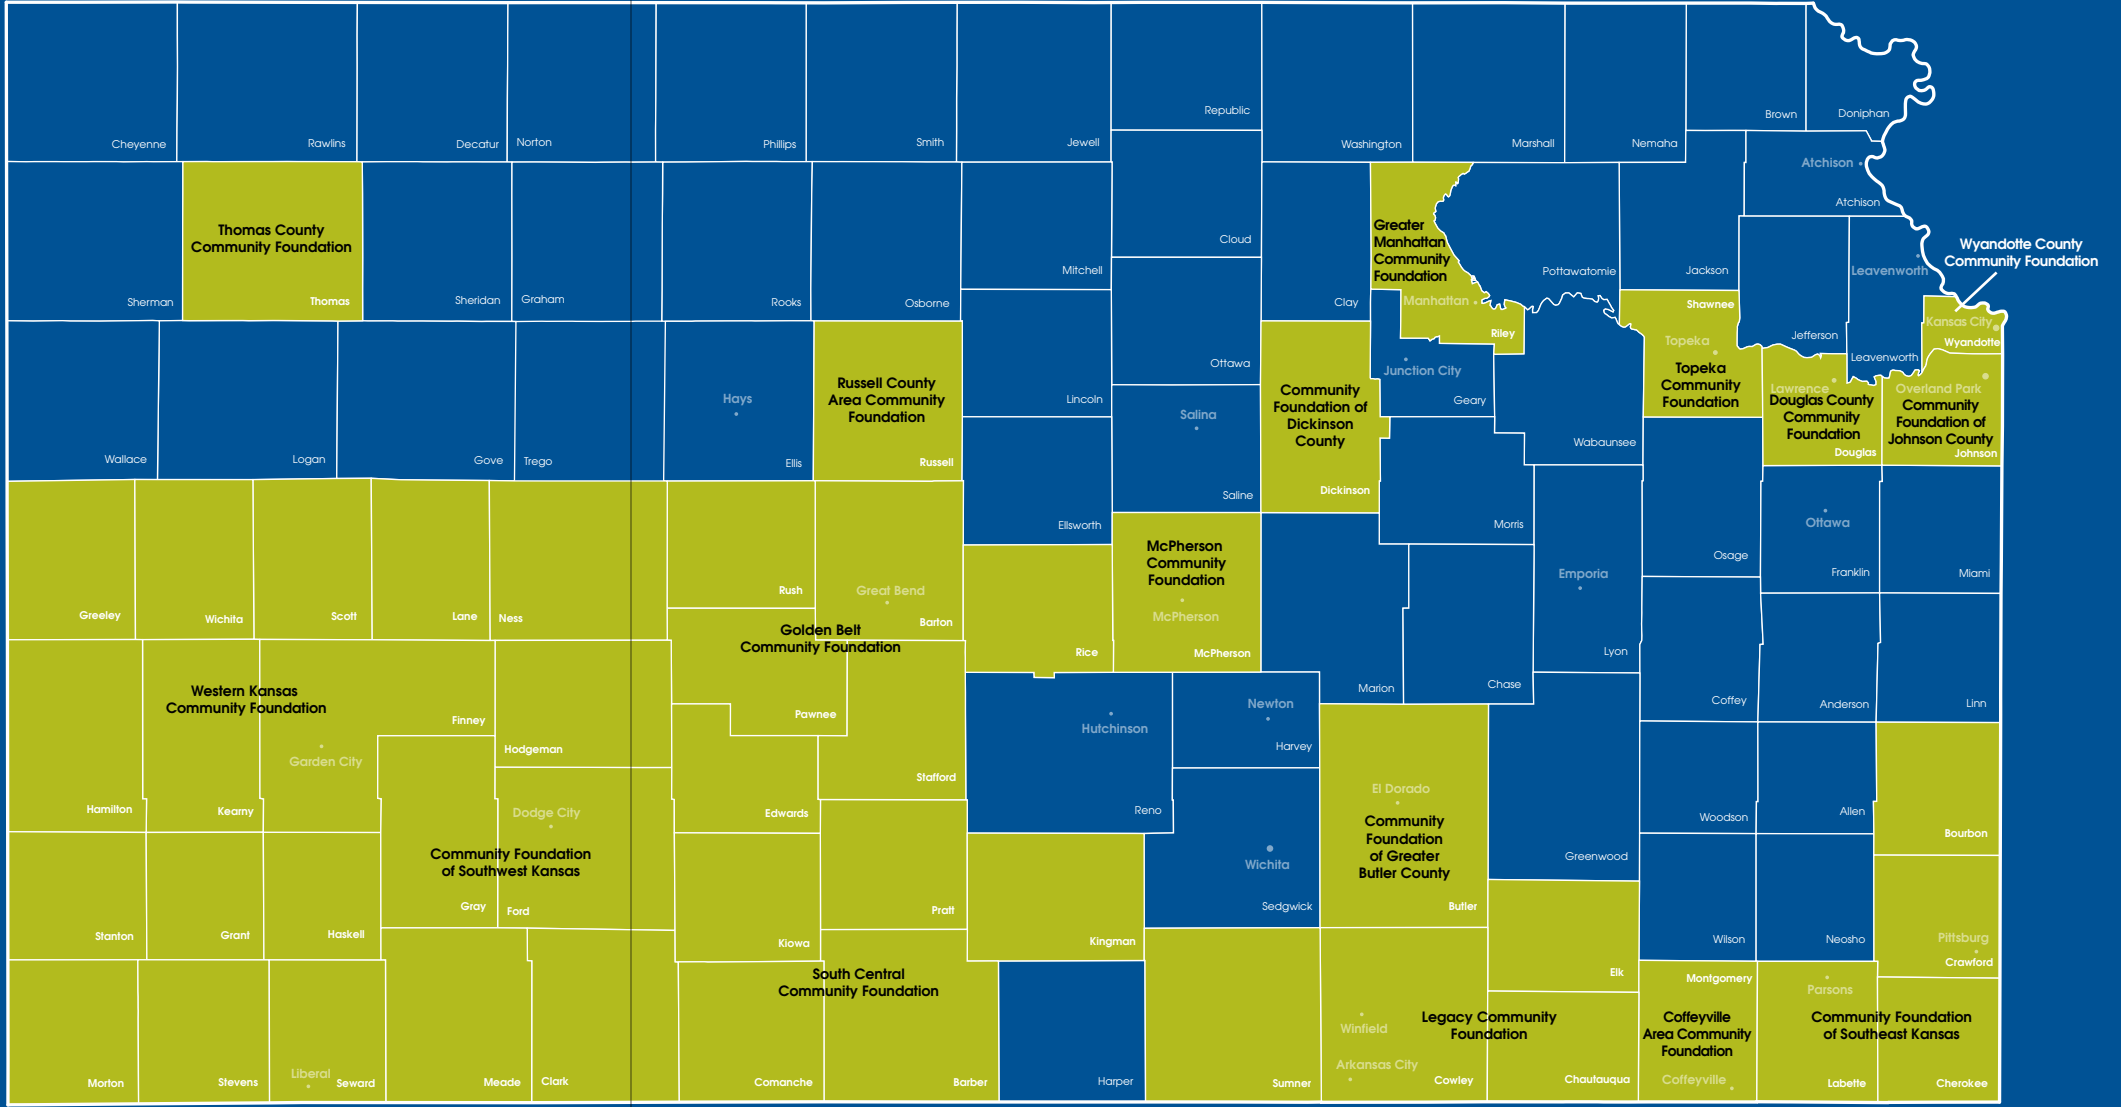 Cheyenne
Rawlins
Decatur
Norton
Phillips
Smith
Jewell
Republic
Washington
Marshall
Nemaha
Brown
Doniphan
Atchison
Atchison
Thomas County
Community Foundation
Sherman
Thomas
Sheridan
Graham
Rooks
Osborne
Mitchell
Cloud
Clay
Greater
Manhattan
Community
Foundation
Manhattan
Riley
Pottawatomie
Jackson
Shawnee
Jefferson
Leavenworth
Leavenworth
Wyandotte County
Community Foundation
Kansas City
Wyandotte
Wallace
Logan
Gove
Trego
Hays
Ellis
Russell County
Area Community
Foundation
Russell
Lincoln
Ottawa
Salina
Saline
Ellsworth
Community
Foundation of
Dickinson
County
Dickinson
Junction City
Geary
Wabaunsee
Morris
Topeka
Topeka
Community
Foundation
Lawrence
Douglas County
Community
Foundation
Douglas
Overland Park
Community
Foundation of
Johnson County
Johnson
Greeley
Wichita
Scott
Lane
Ness
Rush
Great Bend
Barton
Golden Belt
Community Foundation
Pawnee
Stafford
Rice
McPherson
Community
Foundation
McPherson
McPherson
Marion
Chase
Emporia
Lyon
Osage
Ottawa
Franklin
Miami
Coffey
Anderson
Linn
Western Kansas
Community Foundation
Finney
Garden City
Hamilton
Kearny
Hodgeman
Dodge City
Edwards
Hutchinson
Reno
Newton
Harvey
Wichita
Sedgwick
El Dorado
Community
Foundation
of Greater
Butler County
Butler
Greenwood
Woodson
Allen
Bourbon
Community Foundation
of Southwest Kansas
Stanton
Grant
Haskell
Gray
Ford
Kiowa
Pratt
Kingman
Elk
Wilson
Neosho
Pittsburg
Crawford
South Central
Community Foundation
Morton
Stevens
Liberal
Seward
Meade
Clark
Comanche
Barber
Harper
Sumner
Winfield
Arkansas City
Cowley
Legacy Community
Foundation
Chautauqua
Montgomery
Coffeyville
Area Community
Foundation
Coffeyville
Parsons
Community Foundation
of Southeast Kansas
Labette
Cherokee